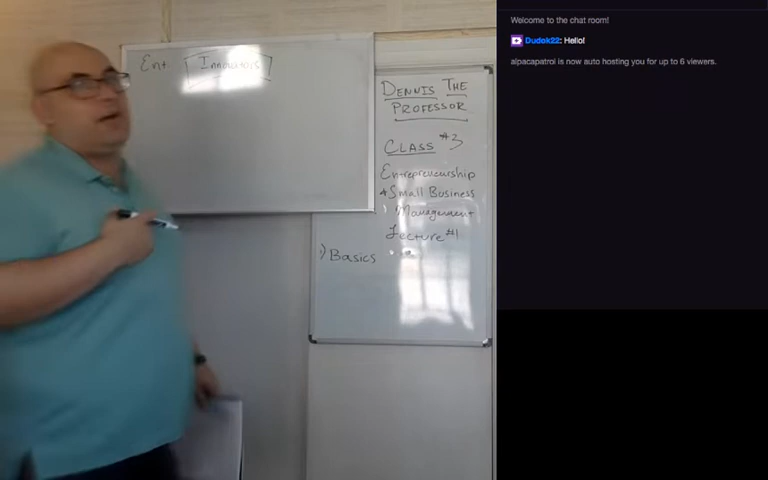 Ent. Innovators
DENNIS THE
PROFESSOR
CLASS #3
Entrepreneurship
+ Small Business
Management
Lecture #1
1) Basics
Welcome to the chat room!
Dudek22: Hello!
alpacapatrol is now auto hosting you for up to 6 viewers.